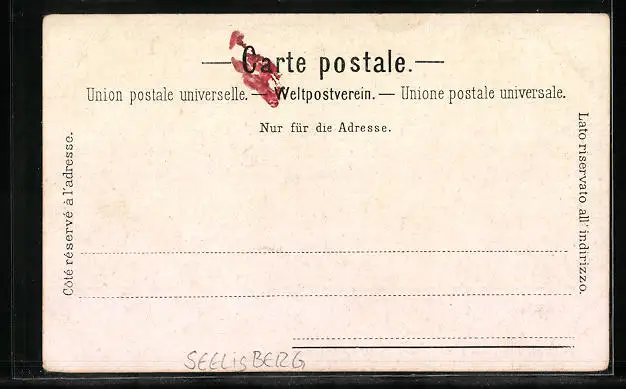 — Carte postale. —
Union postale universelle. — Weltpostverein. — Unione postale universale.
Nur für die Adresse.
Côté réservé à l'adresse.
Lato riservato all' indirizzo.
SEELisBERG